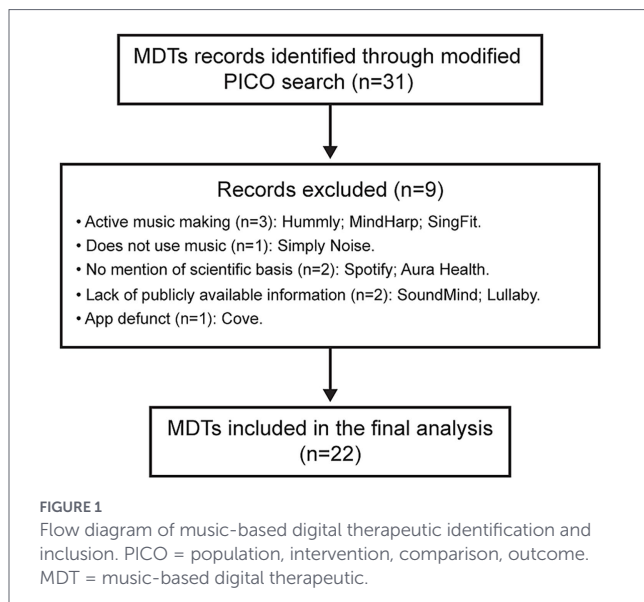 MDTs records identified through modified
PICO search (n=31)
Records excluded (n=9)
• Active music making (n=3): Hummly; MindHarp; SingFit.
• Does not use music (n=1): Simply Noise.
• No mention of scientific basis (n=2): Spotify; Aura Health.
• Lack of publicly available information (n=2): SoundMind; Lullaby.
• App defunct (n=1): Cove.
MDTs included in the final analysis
(n=22)
FIGURE 1
Flow diagram of music-based digital therapeutic identification and
inclusion. PICO = population, intervention, comparison, outcome.
MDT = music-based digital therapeutic.